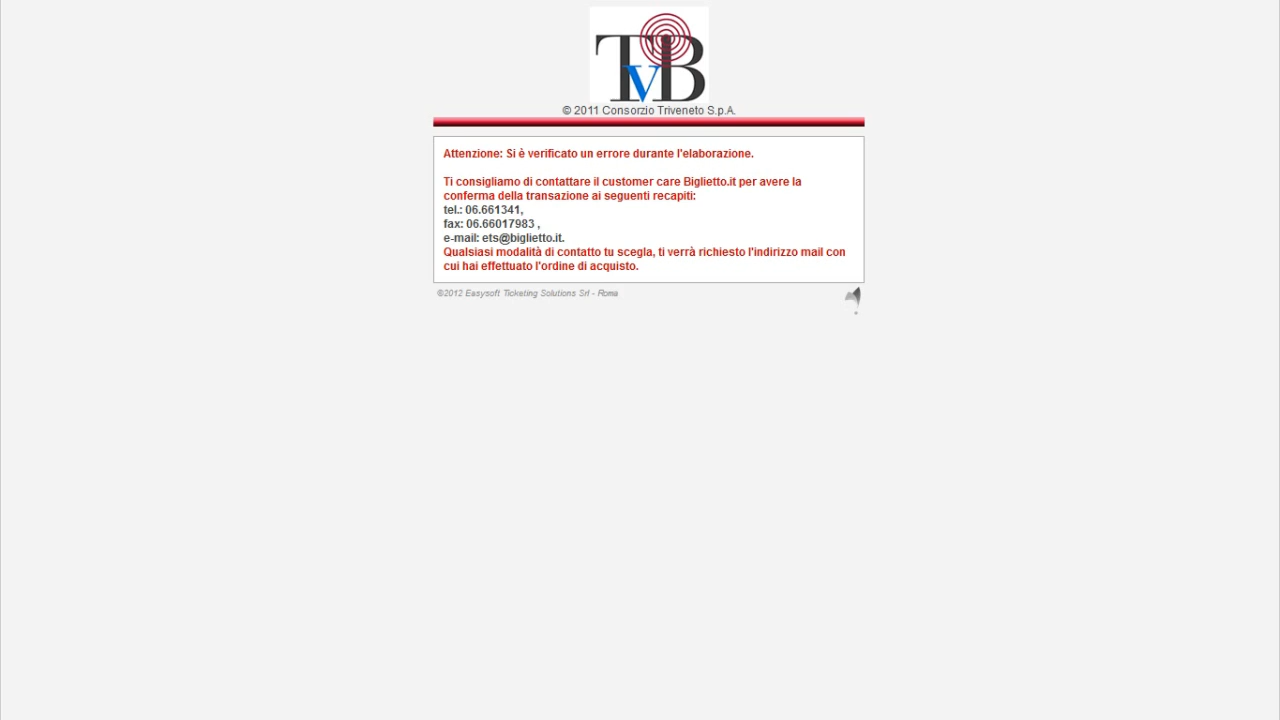 TvB
© 2011 Consorzio Triveneto S.p.A.
Attenzione: Si è verificato un errore durante l'elaborazione.
Ti consigliamo di contattare il customer care Biglietto.it per avere la
conferma della transazione ai seguenti recapiti:
tel.: 06.661341,
fax: 06.66017983 ,
e-mail: ets@biglietto.it.
Qualsiasi modalità di contatto tu scegla, ti verrà richiesto l'indirizzo mail con
cui hai effettuato l'ordine di acquisto.
©2012 Easysoft Ticketing Solutions Srl - Roma